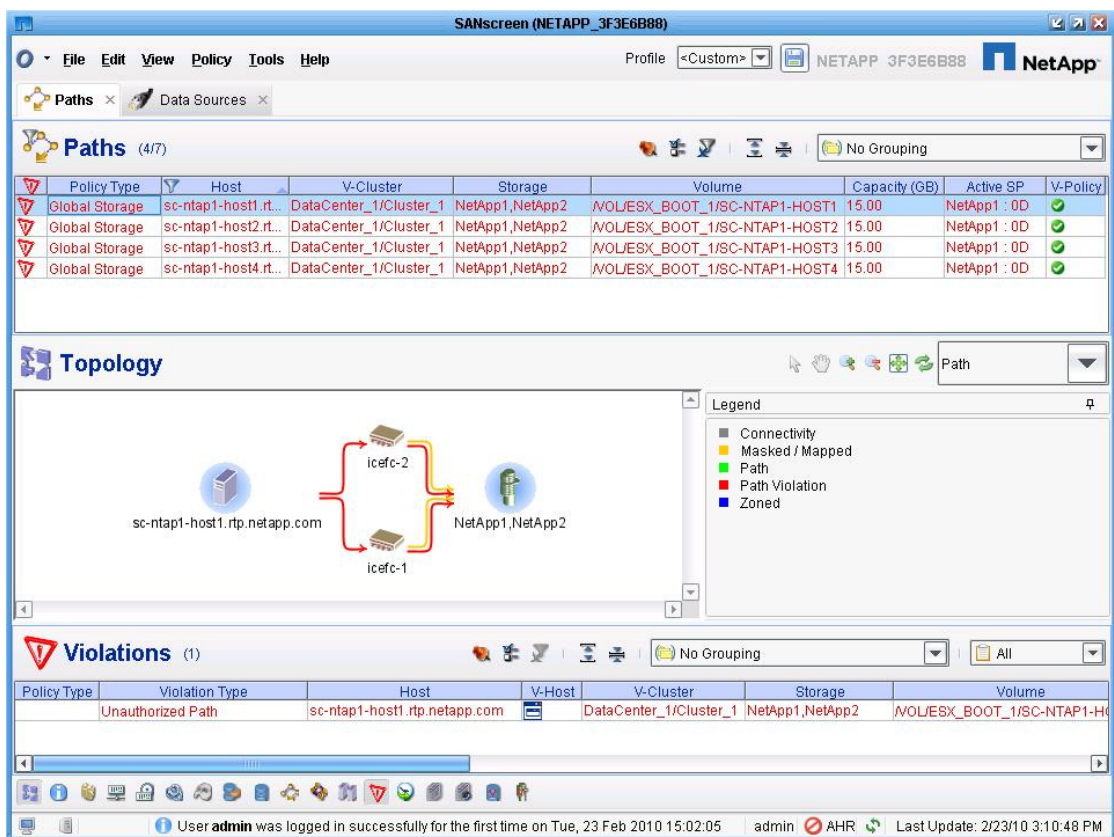 SANscreen (NETAPP_3F3E6B88)
File Edit View Policy Tools Help
Profile <Custom> NETAPP 3F3E6B88 NetApp
Paths Data Sources
Paths (4/7) No Grouping
Policy Type Host V-Cluster Storage Volume Capacity (GB) Active SP V-Policy
Global Storage sc-ntap1-host1.rt... DataCenter_1/Cluster_1 NetApp1,NetApp2 /VOL/ESX_BOOT_1/SC-NTAP1-HOST1 15.00 NetApp1 : 0D
Global Storage sc-ntap1-host2.rt... DataCenter_1/Cluster_1 NetApp1,NetApp2 /VOL/ESX_BOOT_1/SC-NTAP1-HOST2 15.00 NetApp1 : 0D
Global Storage sc-ntap1-host3.rt... DataCenter_1/Cluster_1 NetApp1,NetApp2 /VOL/ESX_BOOT_1/SC-NTAP1-HOST3 15.00 NetApp1 : 0D
Global Storage sc-ntap1-host4.rt... DataCenter_1/Cluster_1 NetApp1,NetApp2 /VOL/ESX_BOOT_1/SC-NTAP1-HOST4 15.00 NetApp1 : 0D
Topology Path
Legend
Connectivity
Masked / Mapped
Path
Path Violation
Zoned
icefc-2
sc-ntap1-host1.rtp.netapp.com NetApp1,NetApp2
icefc-1
Violations (1) No Grouping All
Policy Type Violation Type Host V-Host V-Cluster Storage Volume
Unauthorized Path sc-ntap1-host1.rtp.netapp.com DataCenter_1/Cluster_1 NetApp1,NetApp2 /VOL/ESX_BOOT_1/SC-NTAP1-H
User admin was logged in successfully for the first time on Tue, 23 Feb 2010 15:02:05 admin AHR Last Update: 2/23/10 3:10:48 PM